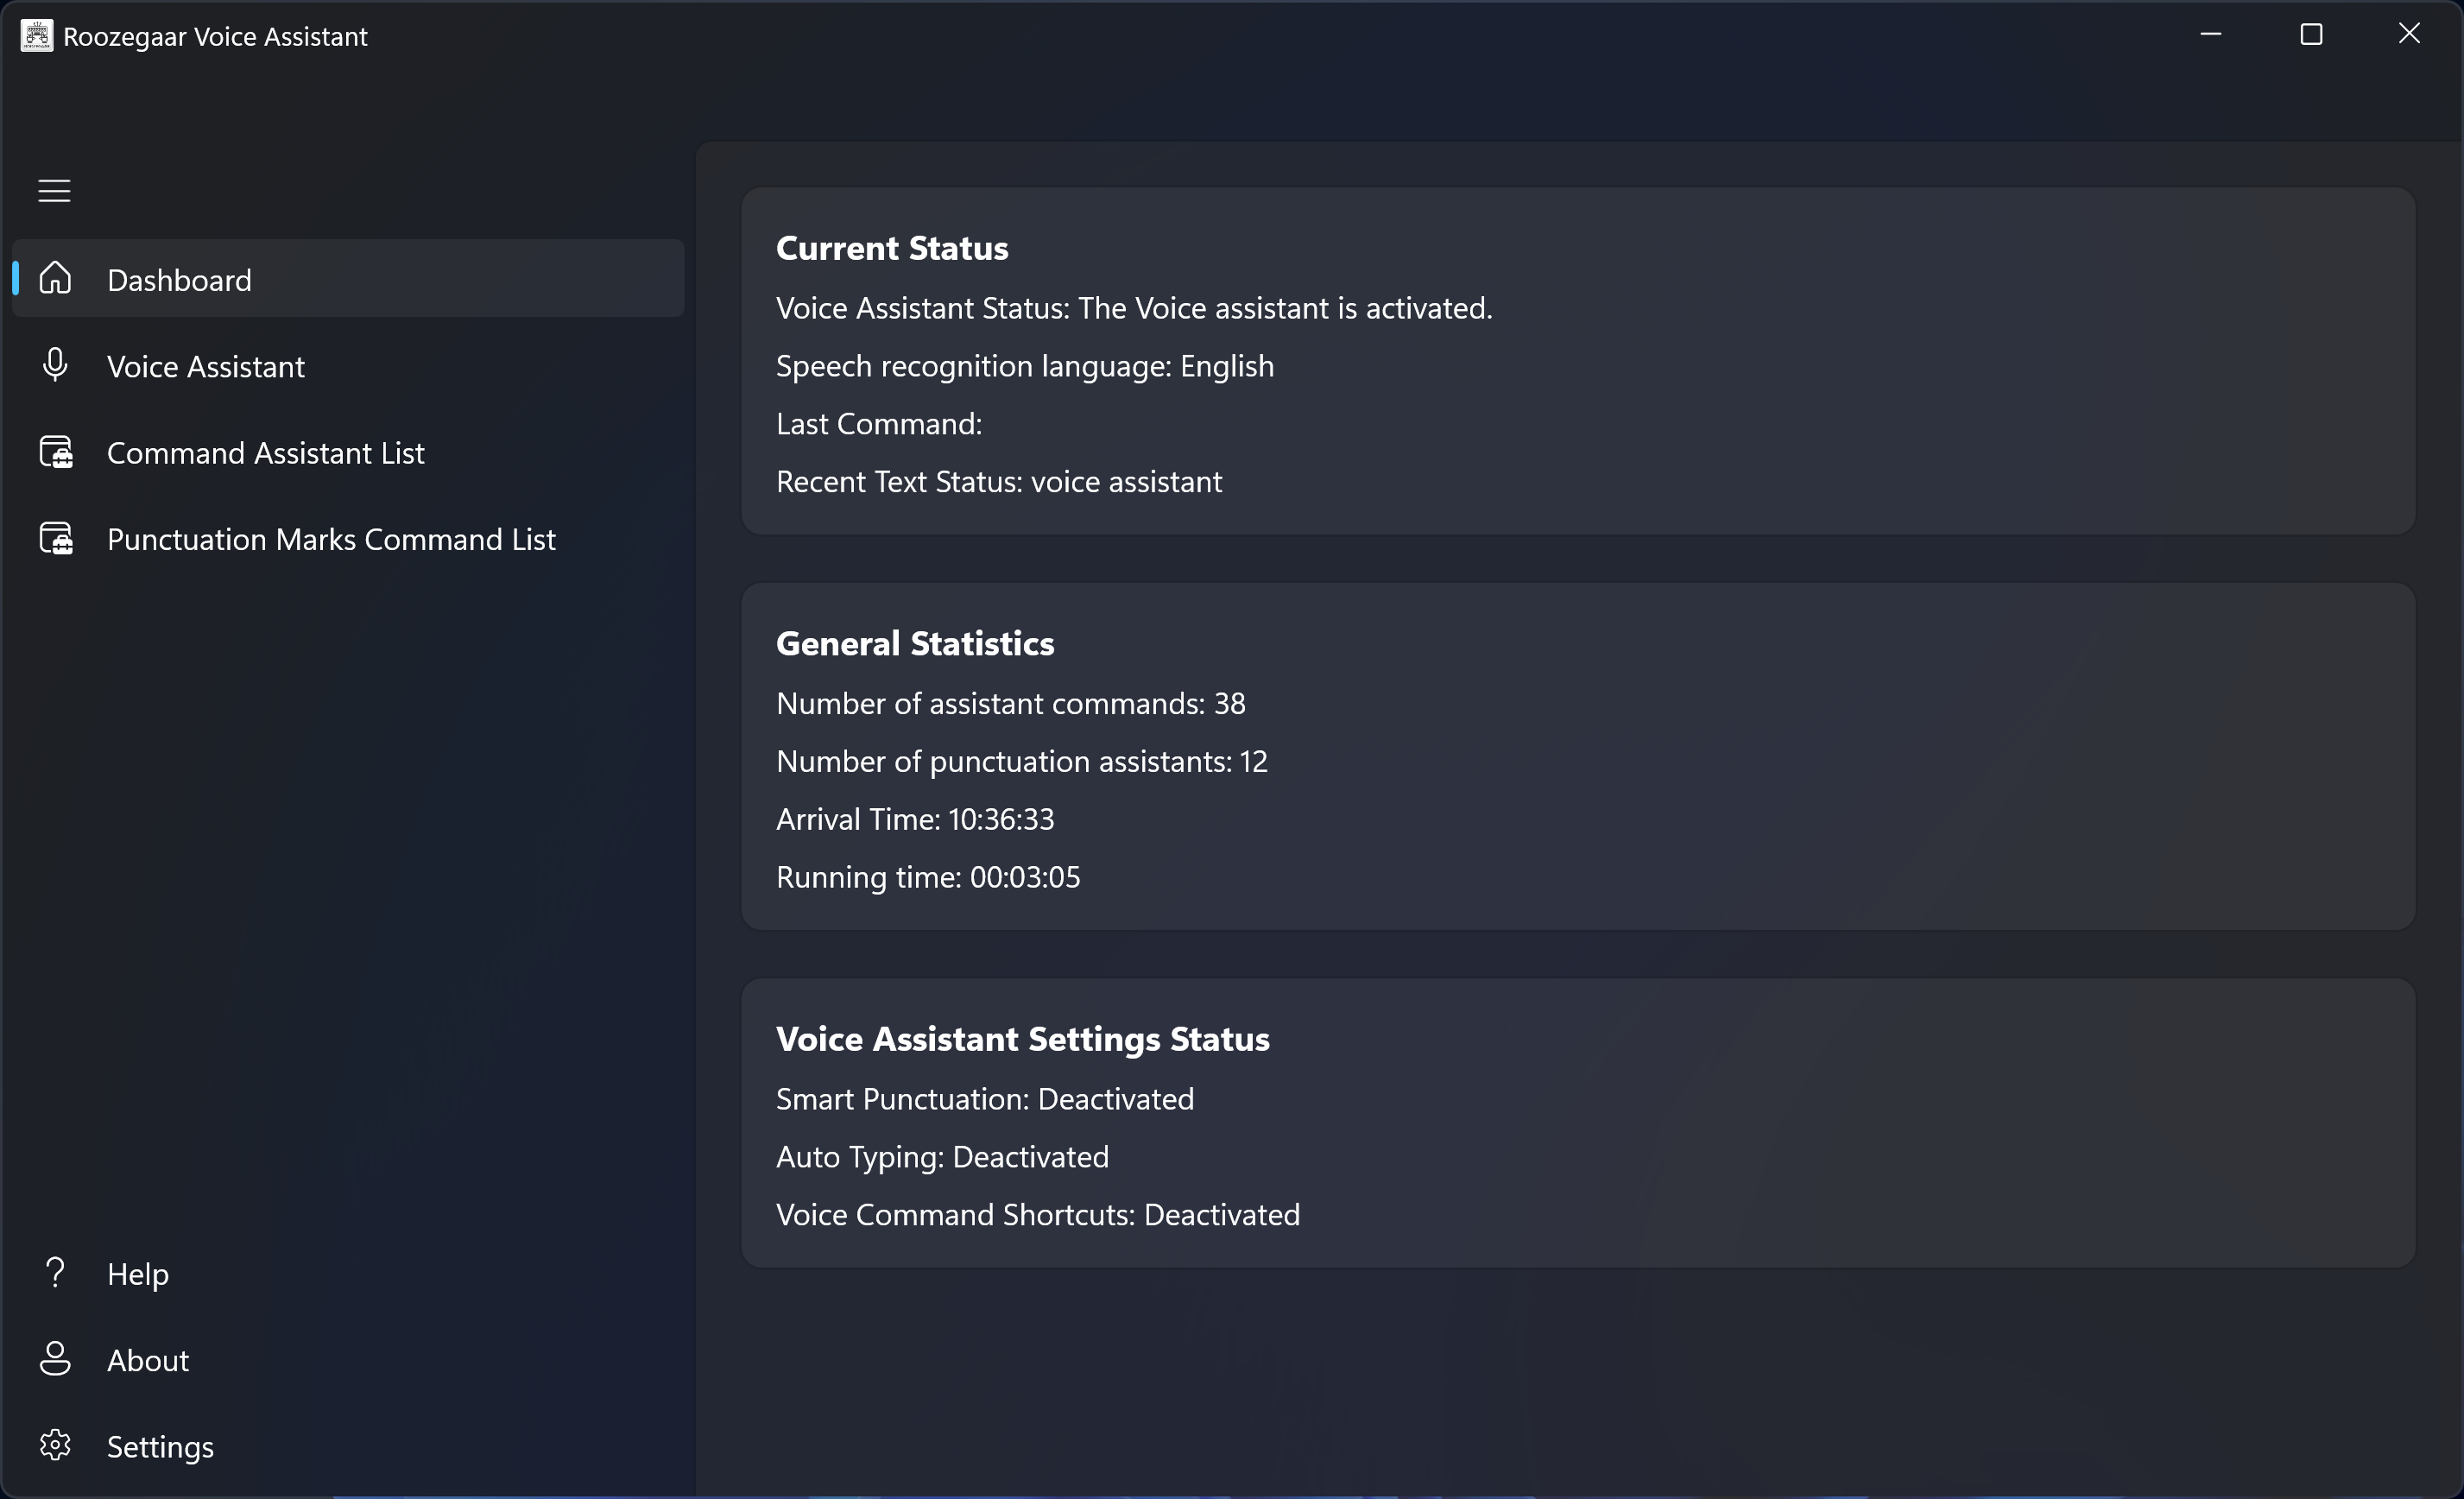 Roozegaar Voice Assistant
Dashboard
Voice Assistant
Command Assistant List
Punctuation Marks Command List
Help
About
Settings
Current Status
Voice Assistant Status: The Voice assistant is activated.
Speech recognition language: English
Last Command:
Recent Text Status: voice assistant
General Statistics
Number of assistant commands: 38
Number of punctuation assistants: 12
Arrival Time: 10:36:33
Running time: 00:03:05
Voice Assistant Settings Status
Smart Punctuation: Deactivated
Auto Typing: Deactivated
Voice Command Shortcuts: Deactivated